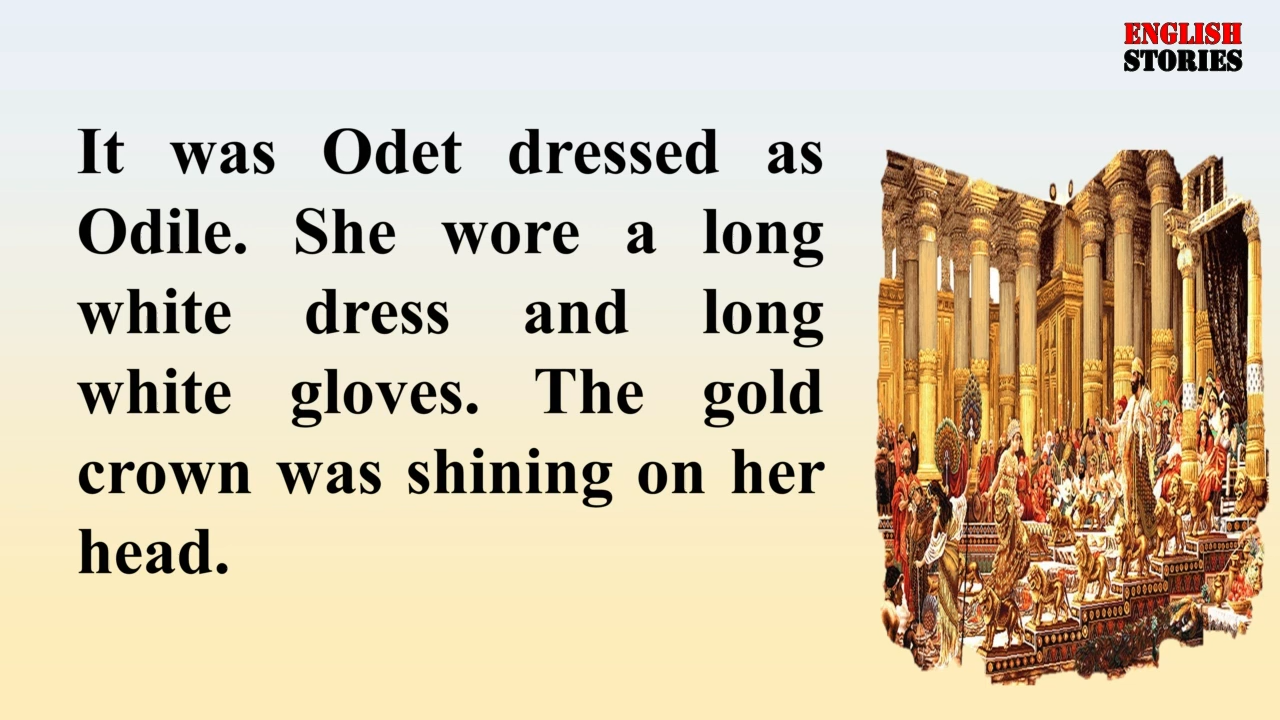 ENGLISH
STORIES
It was Odet dressed as
Odile. She wore a long
white dress and long
white gloves. The gold
crown was shining on her
head.